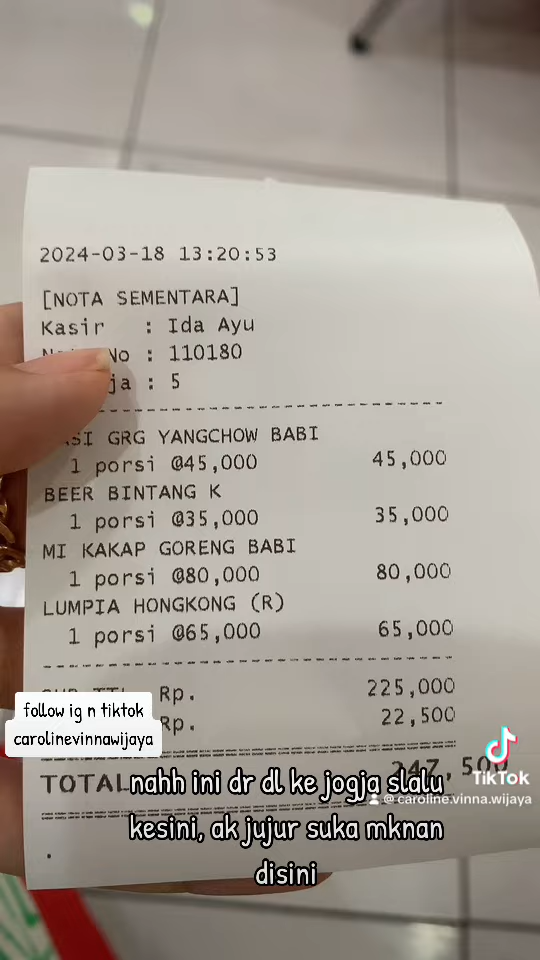 2024-03-18 13:20:53
[NOTA SEMENTARA]
Kasir : Ida Ayu
No : 110180
ja : 5
SI GRG YANGCHOW BABI
1 porsi @45,000 45,000
BEER BINTANG K
1 porsi @35,000 35,000
MI KAKAP GORENG BABI
1 porsi @80,000 80,000
LUMPIA HONGKONG (R)
1 porsi @65,000 65,000
Rp. 225,000
Rp. 22,500
TOTAL 247,500
follow ig n tiktok
carolinevinnawijaya
nahh ini dr dl ke jogja slalu
kesini, ak jujur suka mknan
disini
TikTok
@ caroline.vinna.wijaya